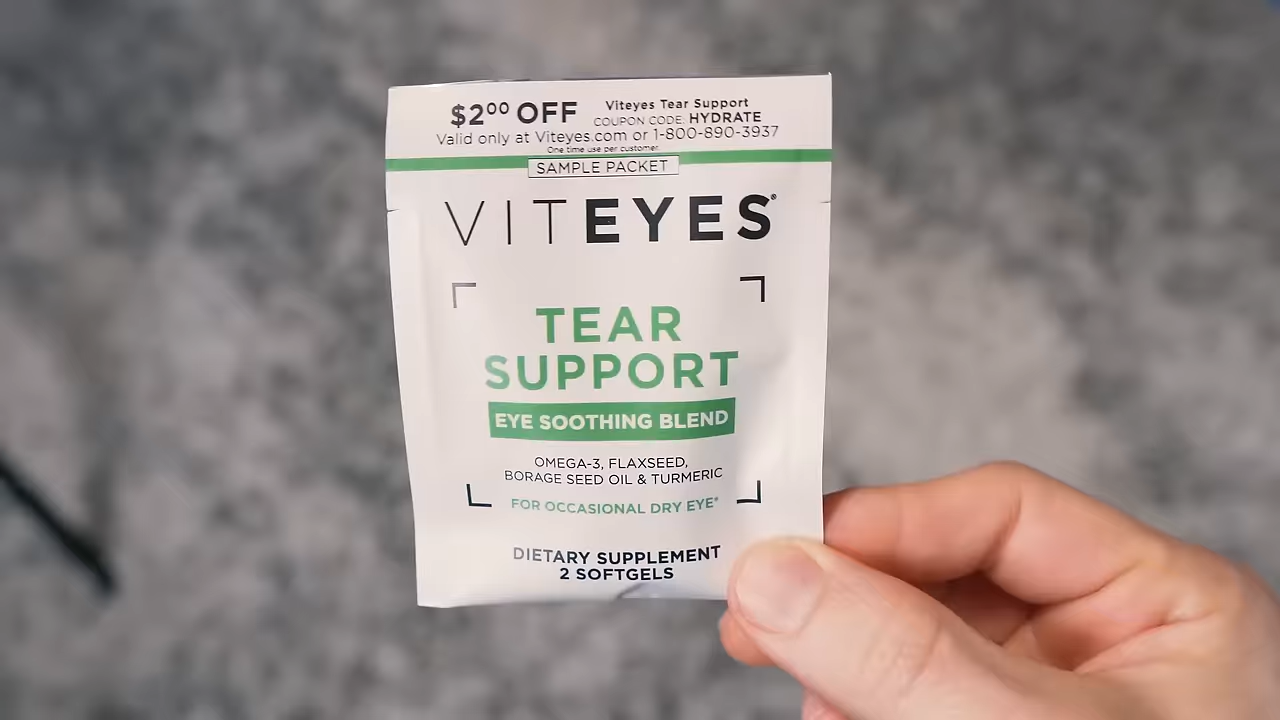 $2⁰⁰ OFF
Viteyes Tear Support
COUPON CODE: HYDRATE
Valid only at Viteyes.com or 1-800-890-3937
One time use per customer.
SAMPLE PACKET
VITEYES®
TEAR
SUPPORT
EYE SOOTHING BLEND
OMEGA-3, FLAXSEED,
BORAGE SEED OIL & TURMERIC
FOR OCCASIONAL DRY EYE*
DIETARY SUPPLEMENT
2 SOFTGELS